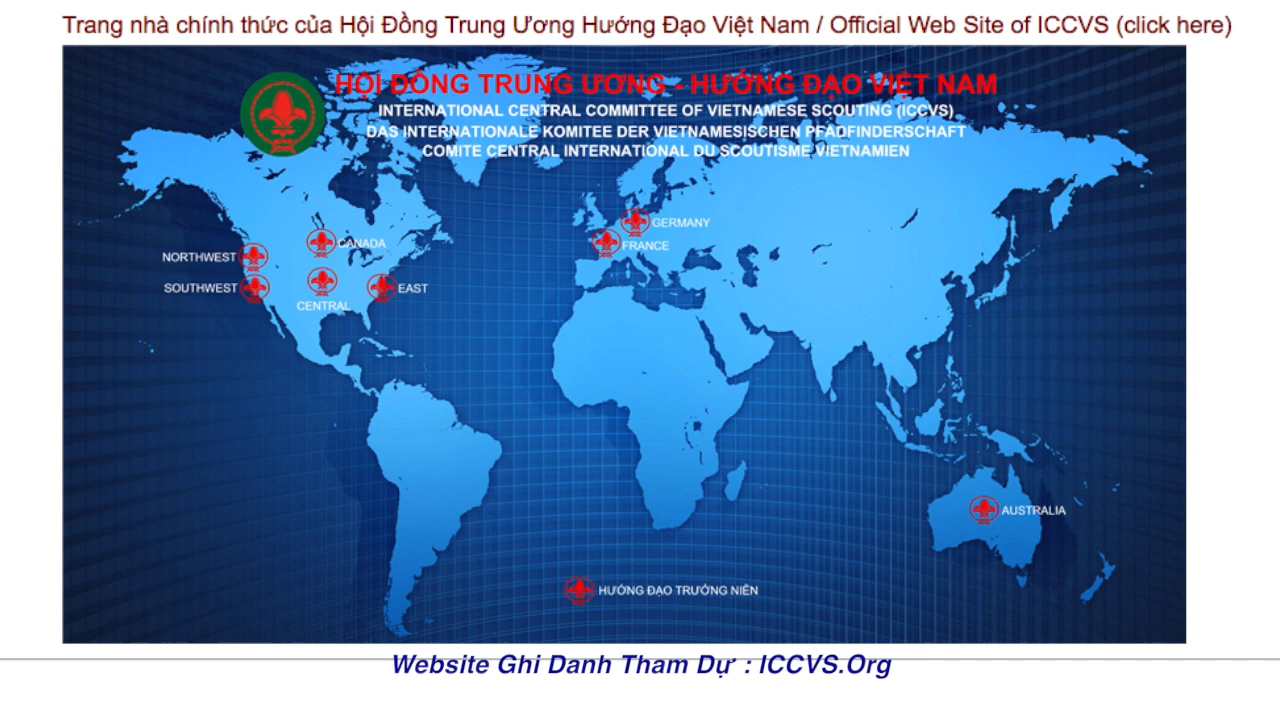 Trang nhà chính thức của Hội Đồng Trung Ương Hướng Đạo Việt Nam / Official Web Site of ICCVS (click here)
HỘI ĐỒNG TRUNG ƯƠNG - HƯỚNG ĐẠO VIỆT NAM
INTERNATIONAL CENTRAL COMMITTEE OF VIETNAMESE SCOUTING (ICCVS)
DAS INTERNATIONALE KOMITEE DER VIETNAMESISCHEN PFADFINDERSCHAFT
COMITE CENTRAL INTERNATIONAL DU SCOUTISME VIETNAMIEN
GERMANY
CANADA
FRANCE
NORTHWEST
SOUTHWEST
EAST
CENTRAL
AUSTRALIA
HƯỚNG ĐẠO TRƯỞNG NIÊN
Website Ghi Danh Tham Dự : ICCVS.Org